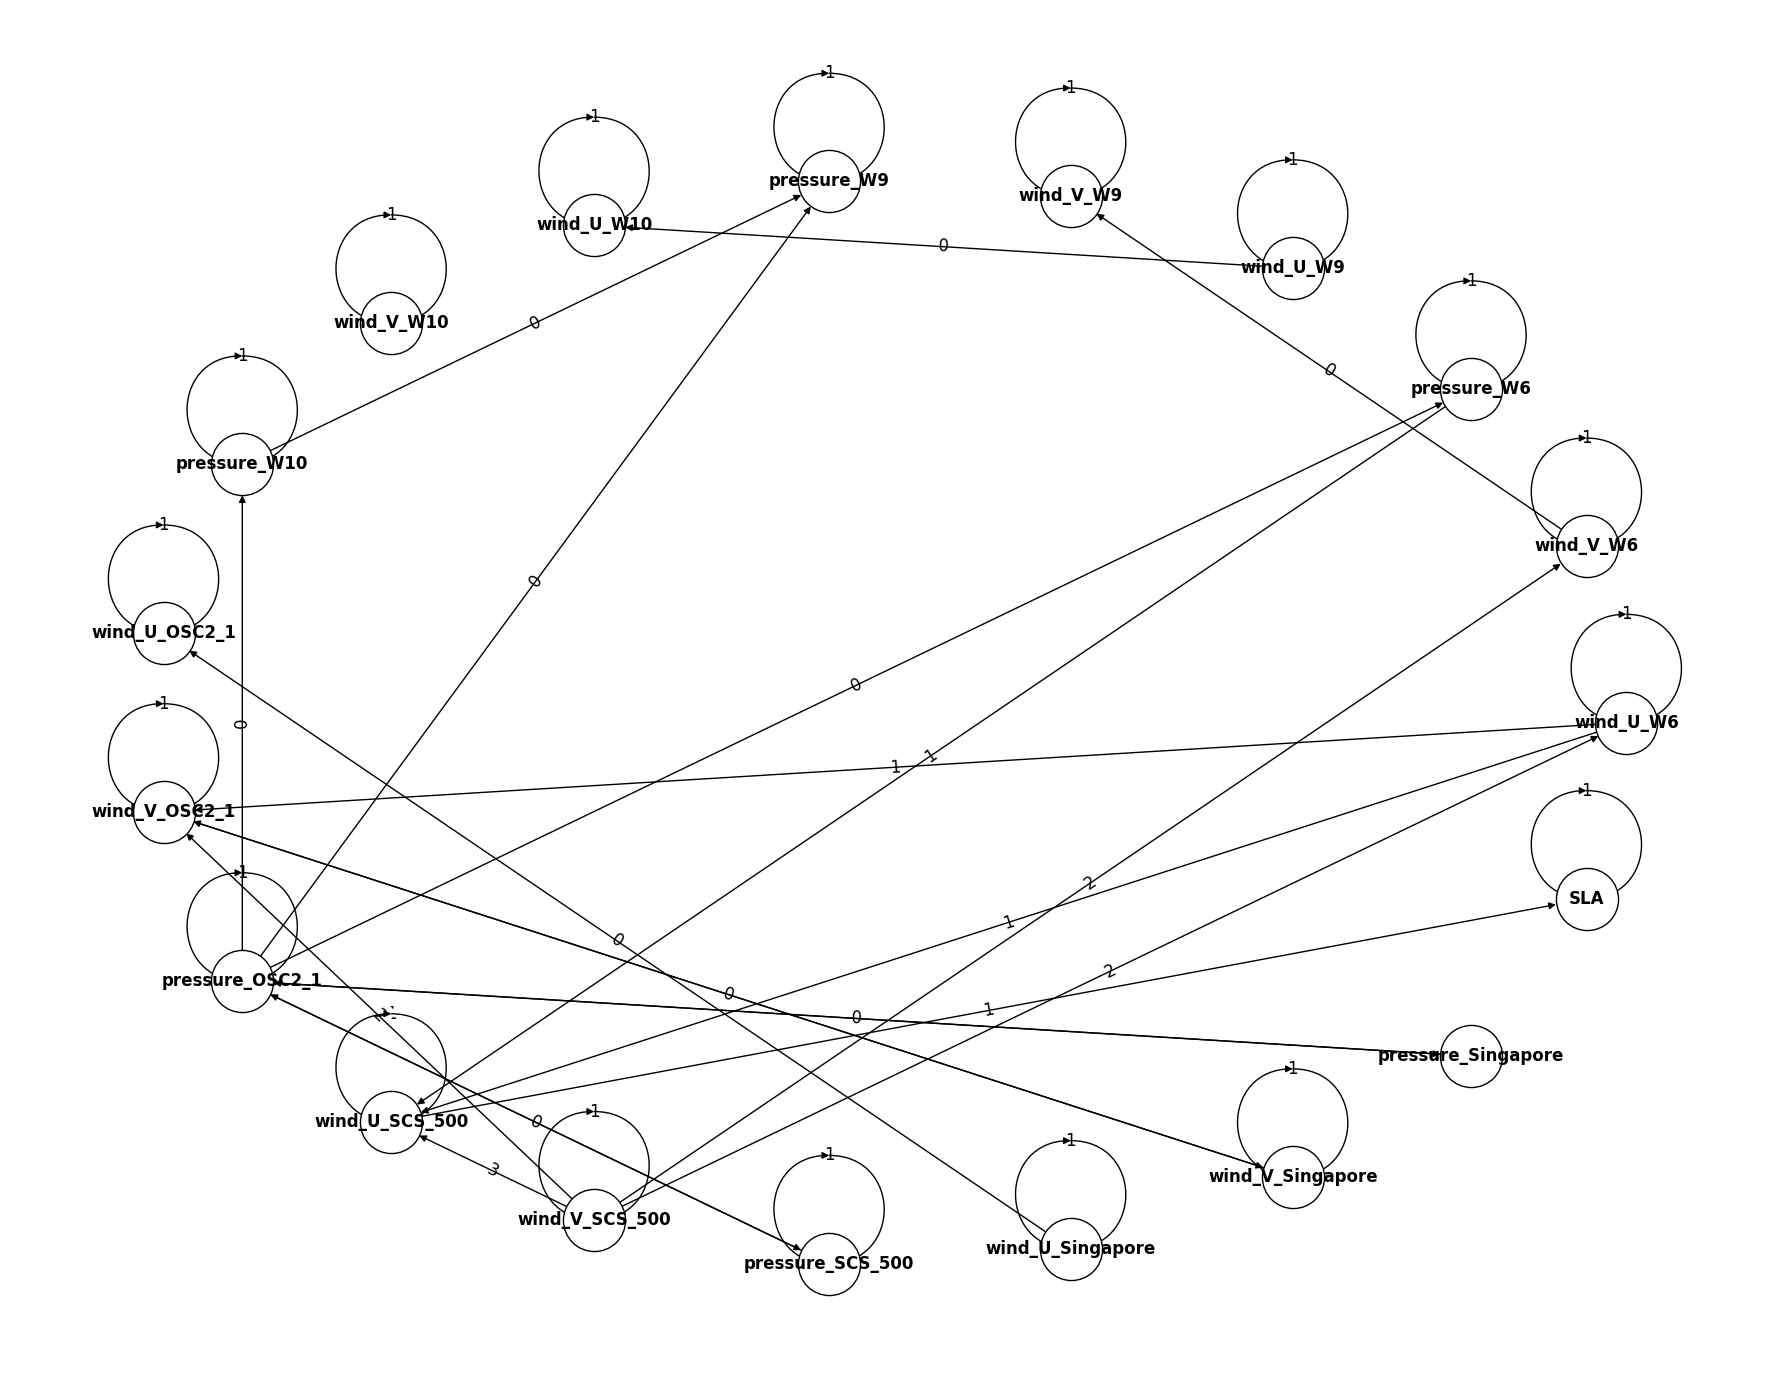 1
1
1
1
pressure_W9
wind_V_W9
wind_U_W10
1
1
0
wind_U_W9
1
wind_V_W10
0
1
0
pressure_W6
1
pressure_W10
1
wind_V_W6
0
1
wind_U_OSC2_1
0
1
1
0
wind_U_W6
1
1
1
wind_V_OSC2_1
1
2
SLA
1
0
2
pressure_OSC2_1
0
1
0
pressure_Singapore
1
1
0
wind_U_SCS_500
1
1
3
wind_V_Singapore
wind_V_SCS_500
wind_U_Singapore
pressure_SCS_500